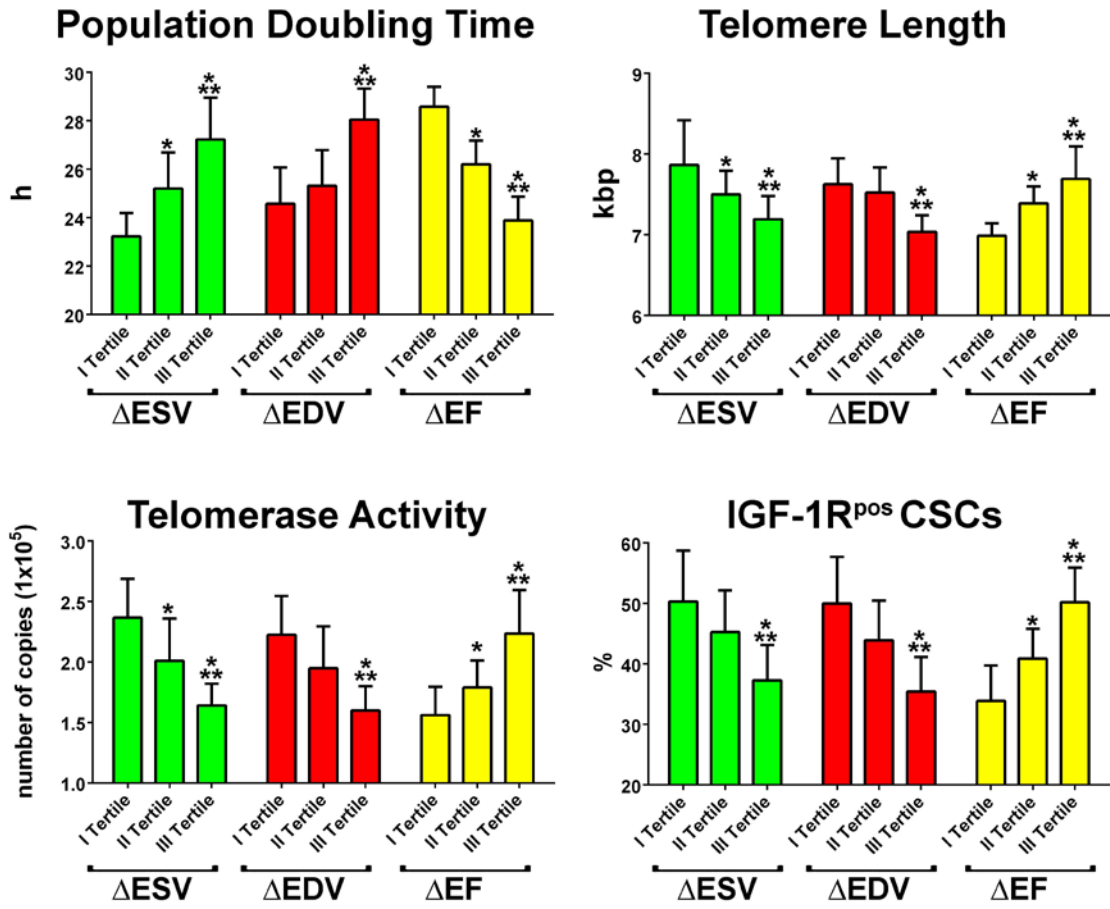 Population Doubling Time
h
30
28
26
24
22
20
*
*
**
*
**
*
*
**
I Tertile
II Tertile
III Tertile
I Tertile
II Tertile
III Tertile
I Tertile
II Tertile
III Tertile
ΔESV
ΔEDV
ΔEF
Telomere Length
kbp
9
8
7
6
*
*
**
*
**
*
*
**
I Tertile
II Tertile
III Tertile
I Tertile
II Tertile
III Tertile
I Tertile
II Tertile
III Tertile
ΔESV
ΔEDV
ΔEF
Telomerase Activity
number of copies (1x10⁵)
3.0
2.5
2.0
1.5
1.0
*
*
**
*
**
*
*
**
I Tertile
II Tertile
III Tertile
I Tertile
II Tertile
III Tertile
I Tertile
II Tertile
III Tertile
ΔESV
ΔEDV
ΔEF
IGF-1Rᵖᵒˢ CSCs
%
60
50
40
30
20
*
**
*
**
*
*
**
I Tertile
II Tertile
III Tertile
I Tertile
II Tertile
III Tertile
I Tertile
II Tertile
III Tertile
ΔESV
ΔEDV
ΔEF